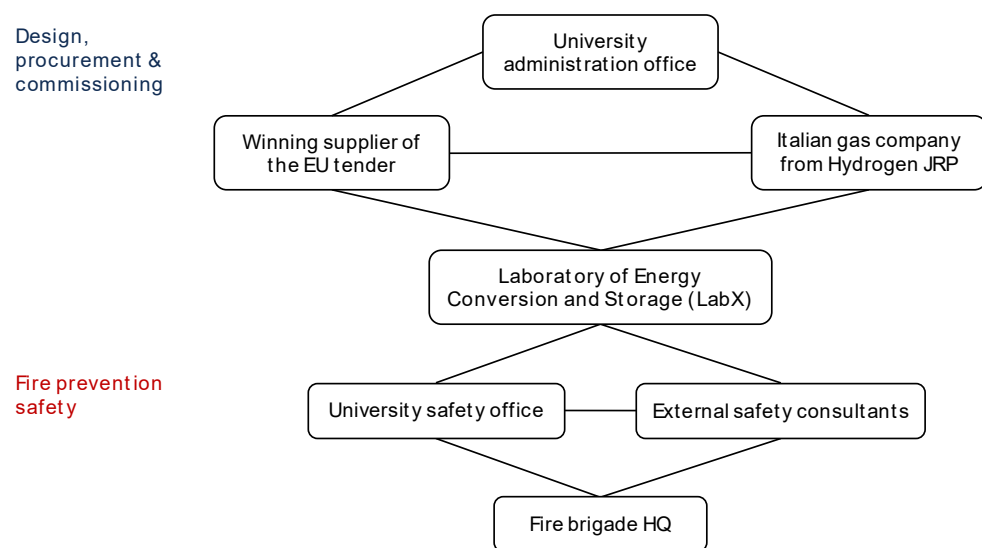 Design,
procurement &
commissioning
University
administration office
Winning supplier of
the EU tender
Italian gas company
from Hydrogen JRP
Laboratory of Energy
Conversion and Storage (LabX)
Fire prevention
safety
University safety office
External safety consultants
Fire brigade HQ